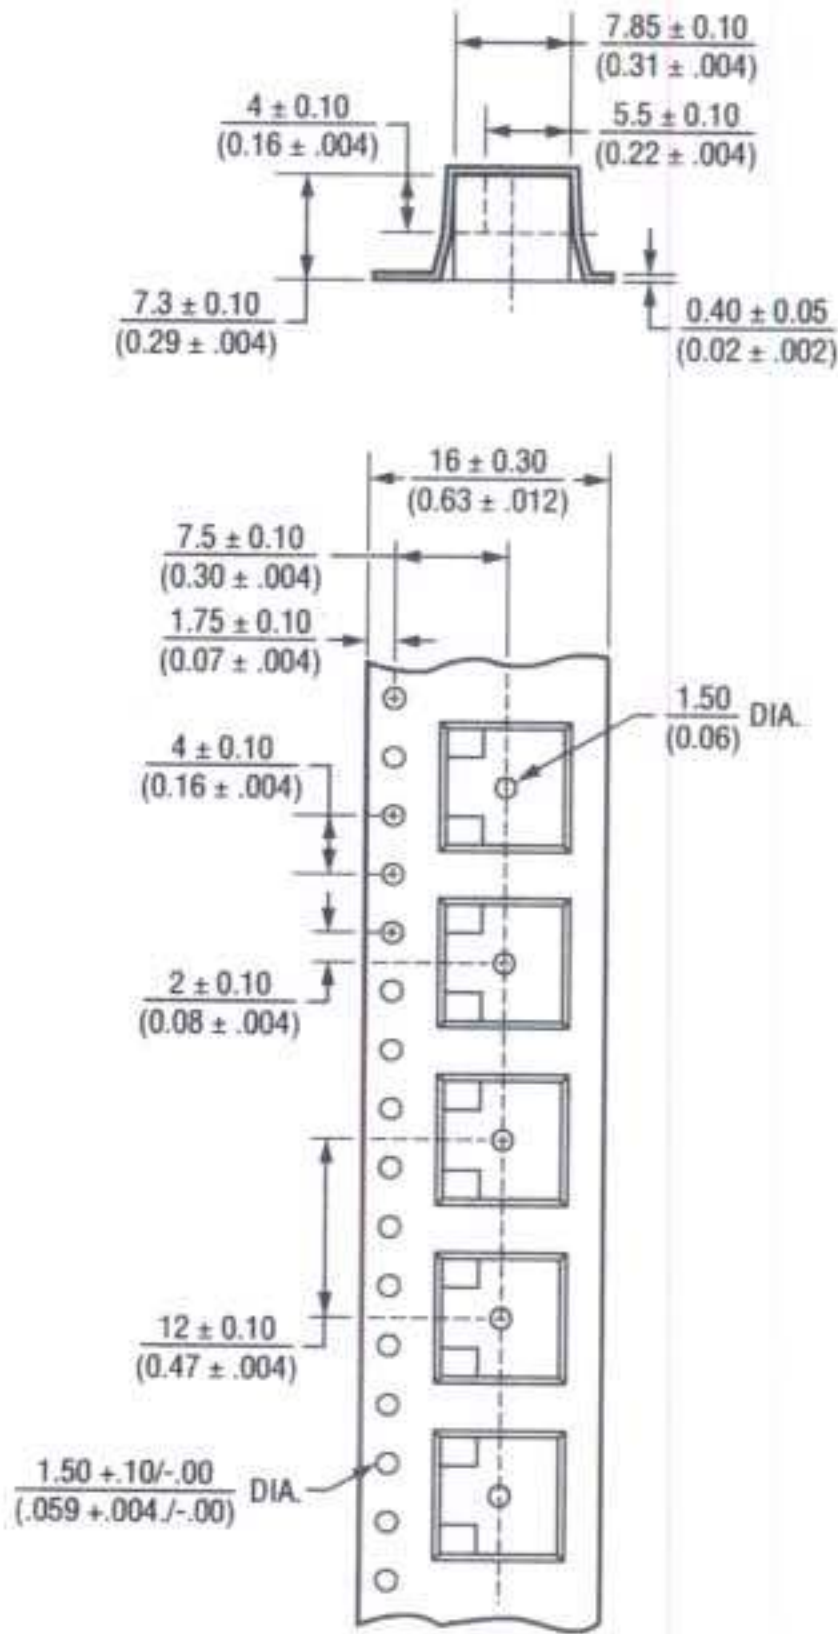 7.85 ± 0.10
(0.31 ± .004)
4 ± 0.10
(0.16 ± .004)
5.5 ± 0.10
(0.22 ± .004)
7.3 ± 0.10
(0.29 ± .004)
0.40 ± 0.05
(0.02 ± .002)
16 ± 0.30
(0.63 ± .012)
7.5 ± 0.10
(0.30 ± .004)
1.75 ± 0.10
(0.07 ± .004)
1.50 DIA.
(0.06)
4 ± 0.10
(0.16 ± .004)
2 ± 0.10
(0.08 ± .004)
12 ± 0.10
(0.47 ± .004)
1.50 +.10/-.00 DIA.
(.059 +.004./-.00)